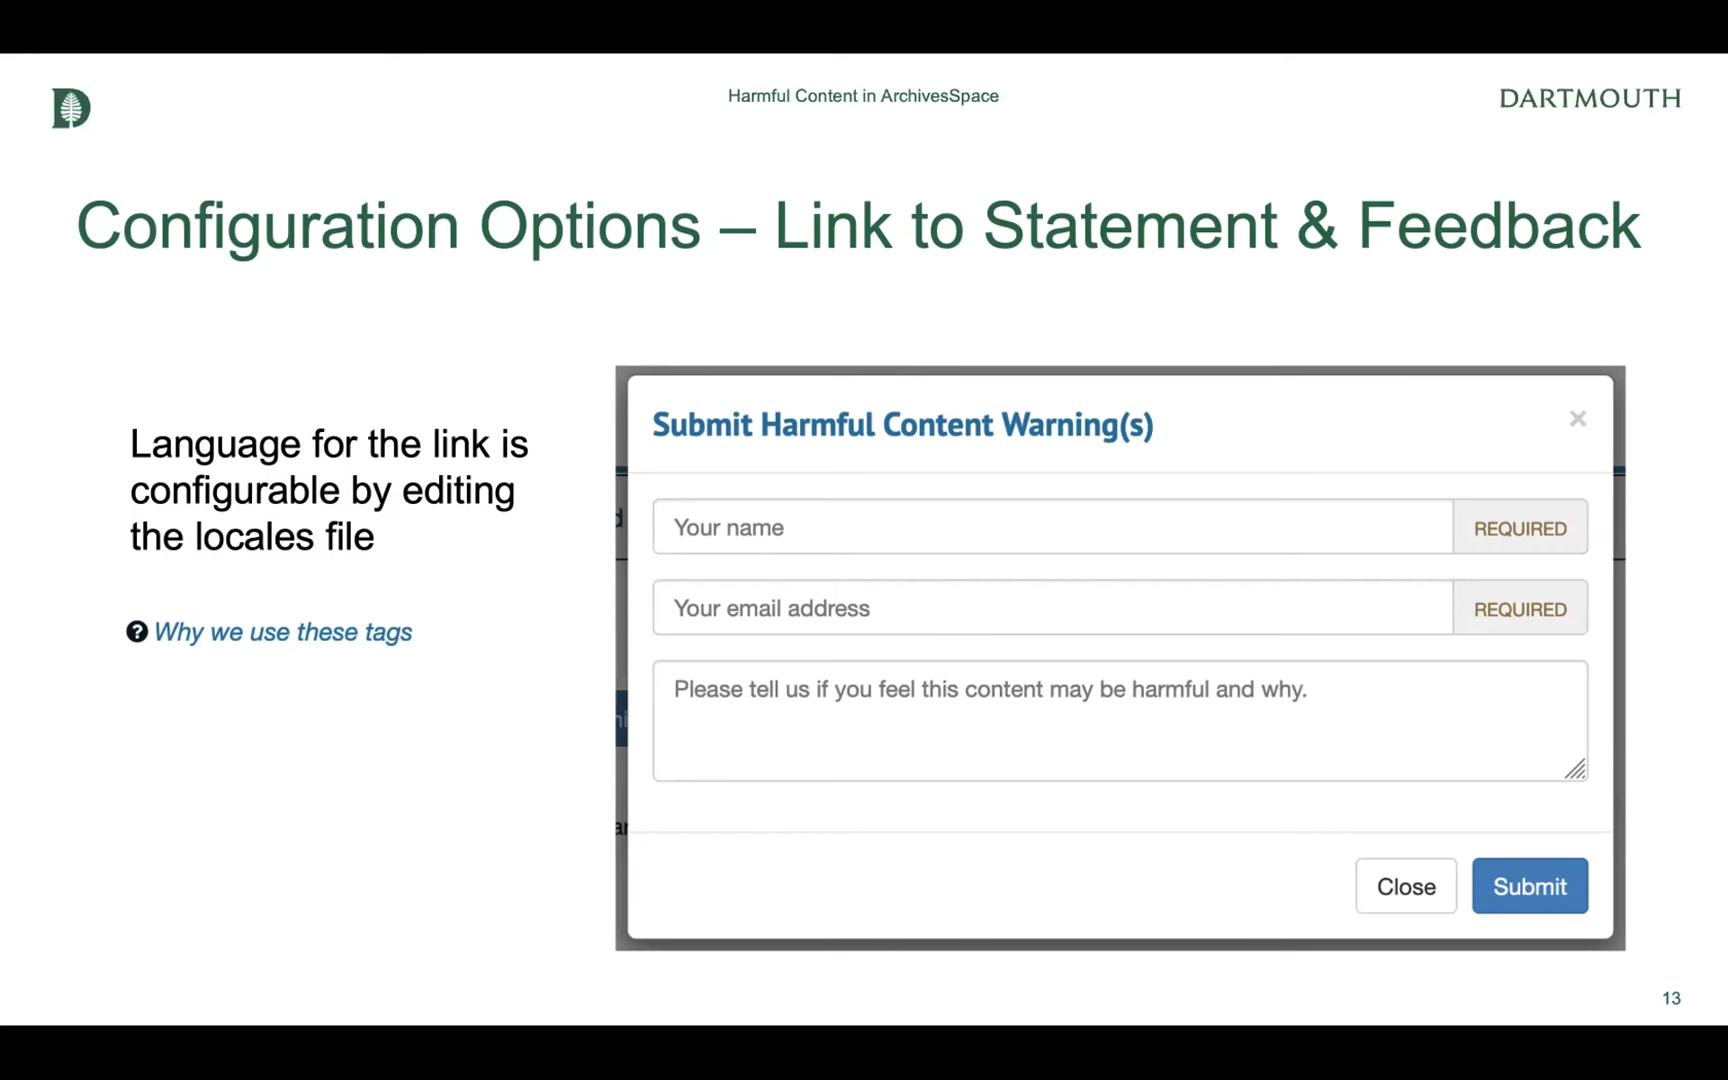 Harmful Content in ArchivesSpace
DARTMOUTH
Configuration Options – Link to Statement & Feedback
Language for the link is
configurable by editing
the locales file
Why we use these tags
Submit Harmful Content Warning(s)
×
Your name
REQUIRED
Your email address
REQUIRED
Please tell us if you feel this content may be harmful and why.
Close
Submit
13